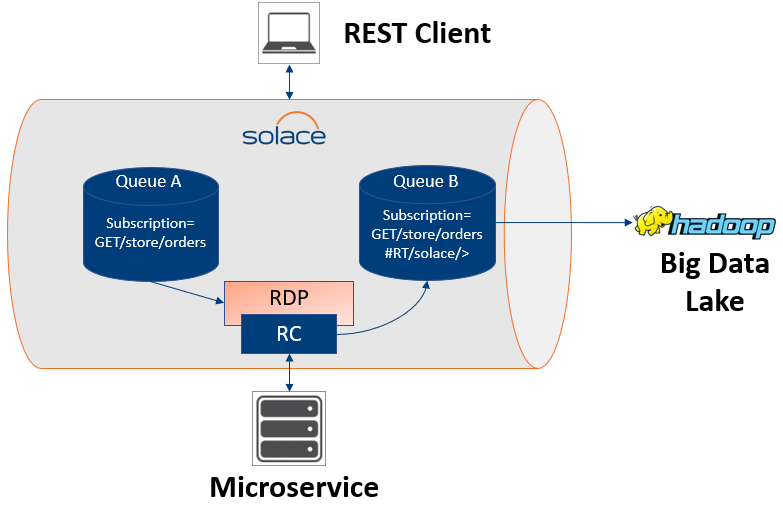 REST Client
solace
Queue A
Subscription=
GET/store/orders
Queue B
Subscription=
GET/store/orders
#RT/solace/>
hadoop
Big Data
Lake
RDP
RC
Microservice